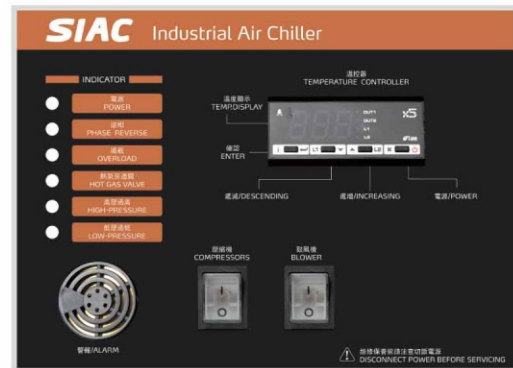 SIAC Industrial Air Chiller
INDICATOR
電源
POWER
逆相
PHASE REVERSE
過載
OVERLOAD
熱氣旁通閥
HOT GAS VALVE
高壓過高
HIGH-PRESSURE
低壓過低
LOW-PRESSURE
警報/ALARM
溫控器
TEMPERATURE CONTROLLER
溫度顯示
TEMP.DISPLAY
OUT1
OUT2
L1
L2
x5
確認
ENTER
i
LT
LD
遞減/DESCENDING
遞增/INCREASING
電源/POWER
壓縮機
COMPRESSORS
鼓風機
BLOWER
維修保養前請注意切斷電源
DISCONNECT POWER BEFORE SERVICING